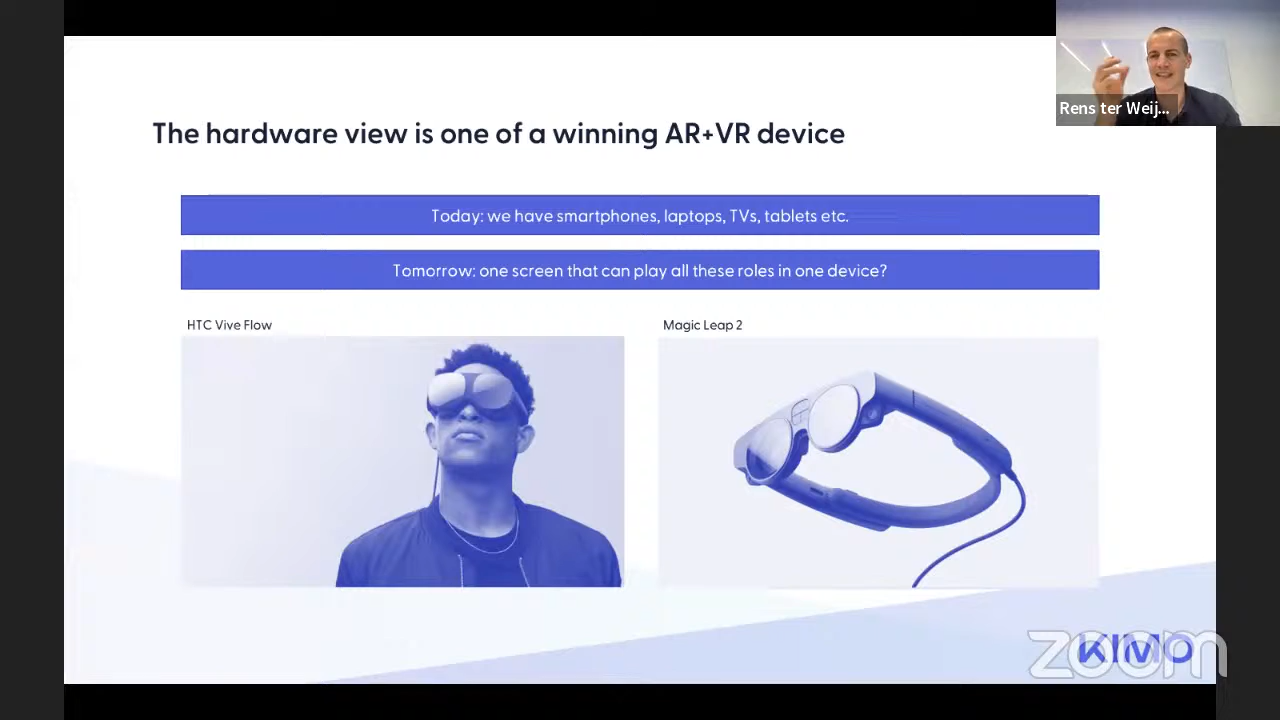 Rens ter Weij...
The hardware view is one of a winning AR+VR device
Today: we have smartphones, laptops, TVs, tablets etc.
Tomorrow: one screen that can play all these roles in one device?
HTC Vive Flow
Magic Leap 2
KIMO
zoom